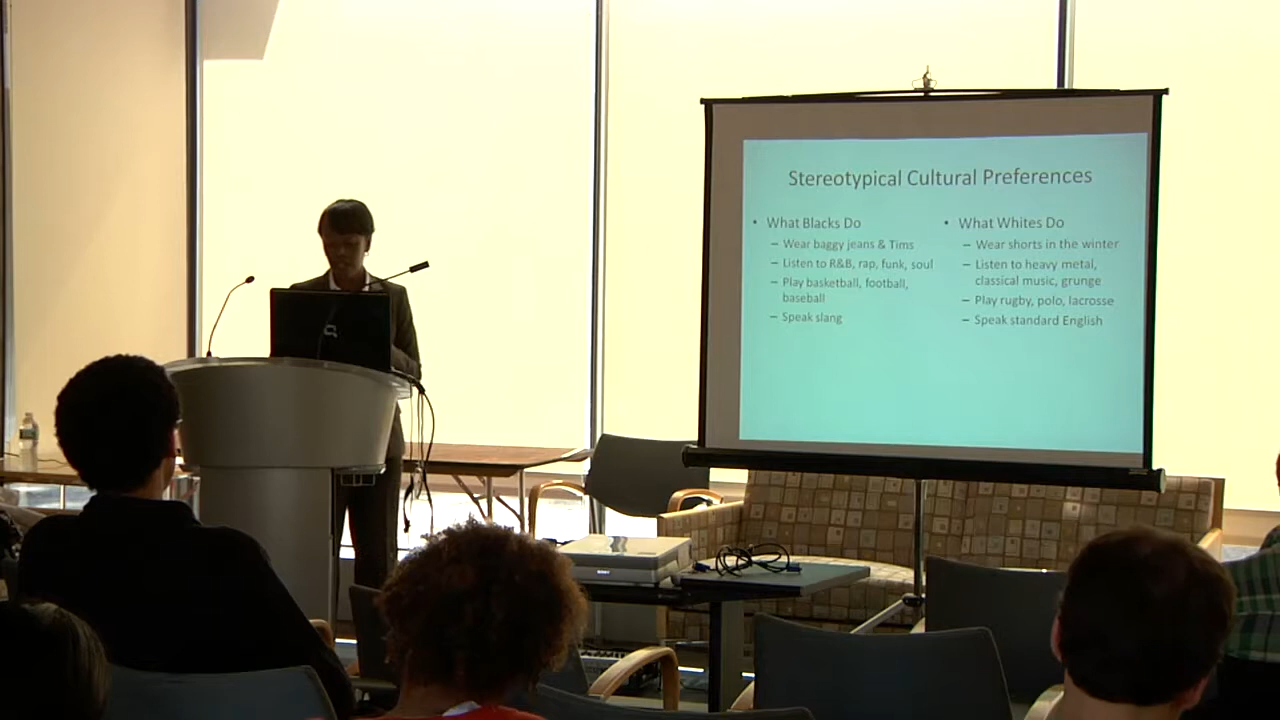 Stereotypical Cultural Preferences
• What Blacks Do
– Wear baggy jeans & Tims
– Listen to R&B, rap, funk, soul
– Play basketball, football,
baseball
– Speak slang
• What Whites Do
– Wear shorts in the winter
– Listen to heavy metal,
classical music, grunge
– Play rugby, polo, lacrosse
– Speak standard English